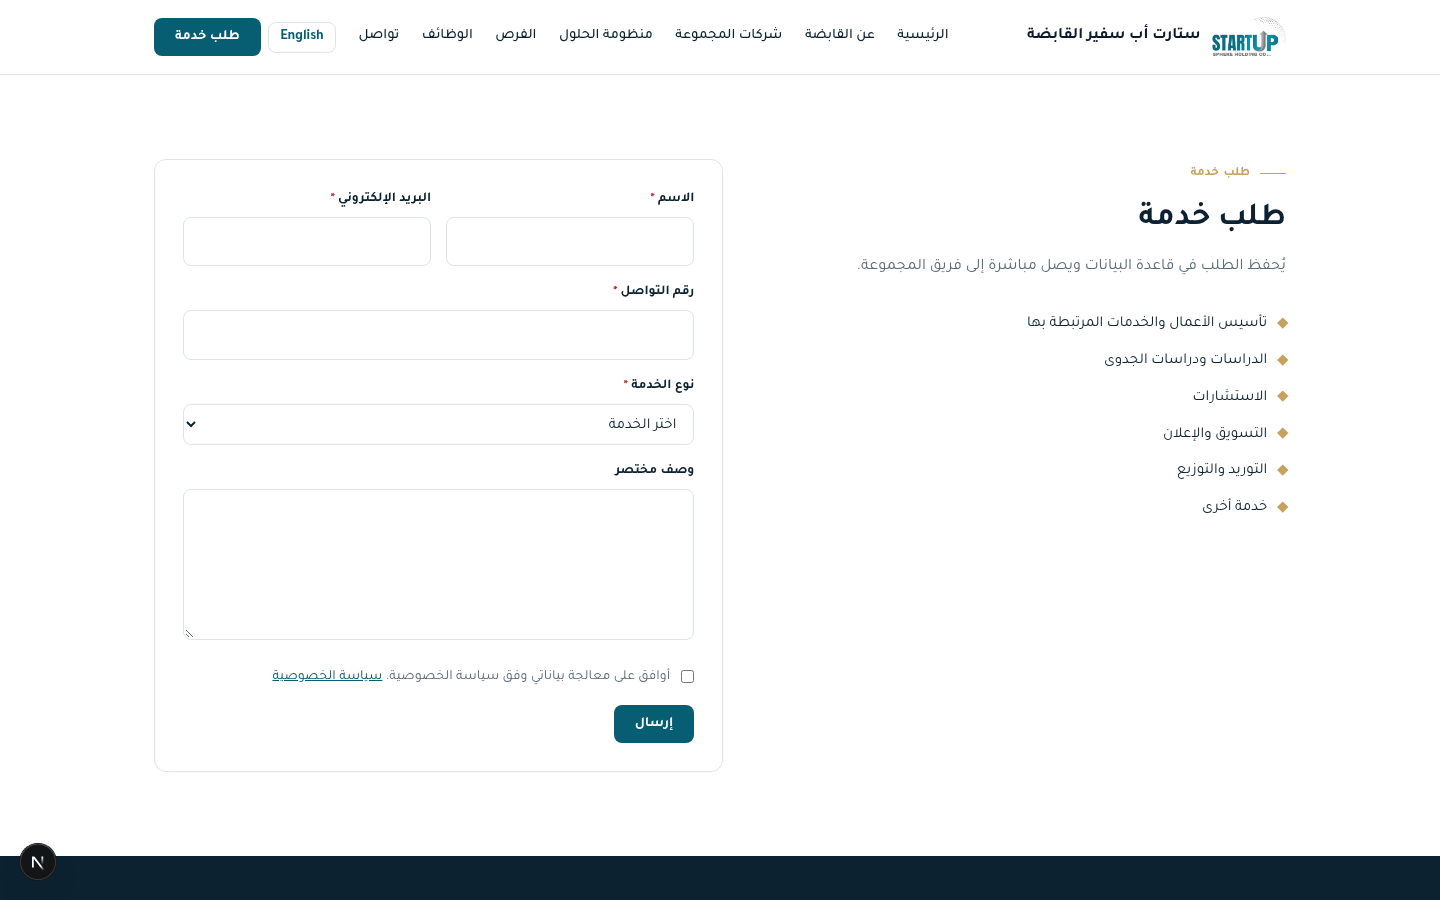 STARTUP
SPHERE HOLDING CO...
ستارت أب سفير القابضة
الرئيسية
عن القابضة
شركات المجموعة
منظومة الحلول
الفرص
الوظائف
تواصل
English
طلب خدمة
طلب خدمة
طلب خدمة
يُحفظ الطلب في قاعدة البيانات ويصل مباشرة إلى فريق المجموعة.
تأسيس الأعمال والخدمات المرتبطة بها
الدراسات ودراسات الجدوى
الاستشارات
التسويق والإعلان
التوريد والتوزيع
خدمة أخرى
الاسم *
البريد الإلكتروني *
رقم التواصل *
نوع الخدمة *
اختر الخدمة
وصف مختصر
أوافق على معالجة بياناتي وفق سياسة الخصوصية. سياسة الخصوصية
إرسال
N